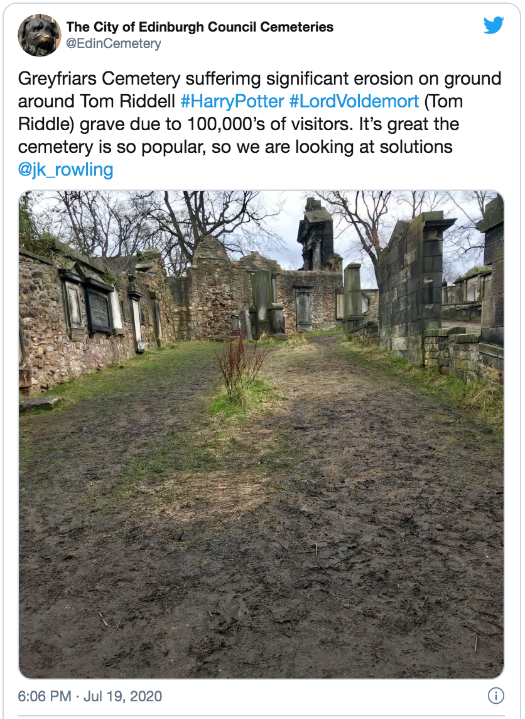 The City of Edinburgh Council Cemeteries
@EdinCemetery
Greyfriars Cemetery sufferimg significant erosion on ground
around Tom Riddell #HarryPotter #LordVoldemort (Tom
Riddle) grave due to 100,000’s of visitors. It’s great the
cemetery is so popular, so we are looking at solutions
@jk_rowling
6:06 PM · Jul 19, 2020